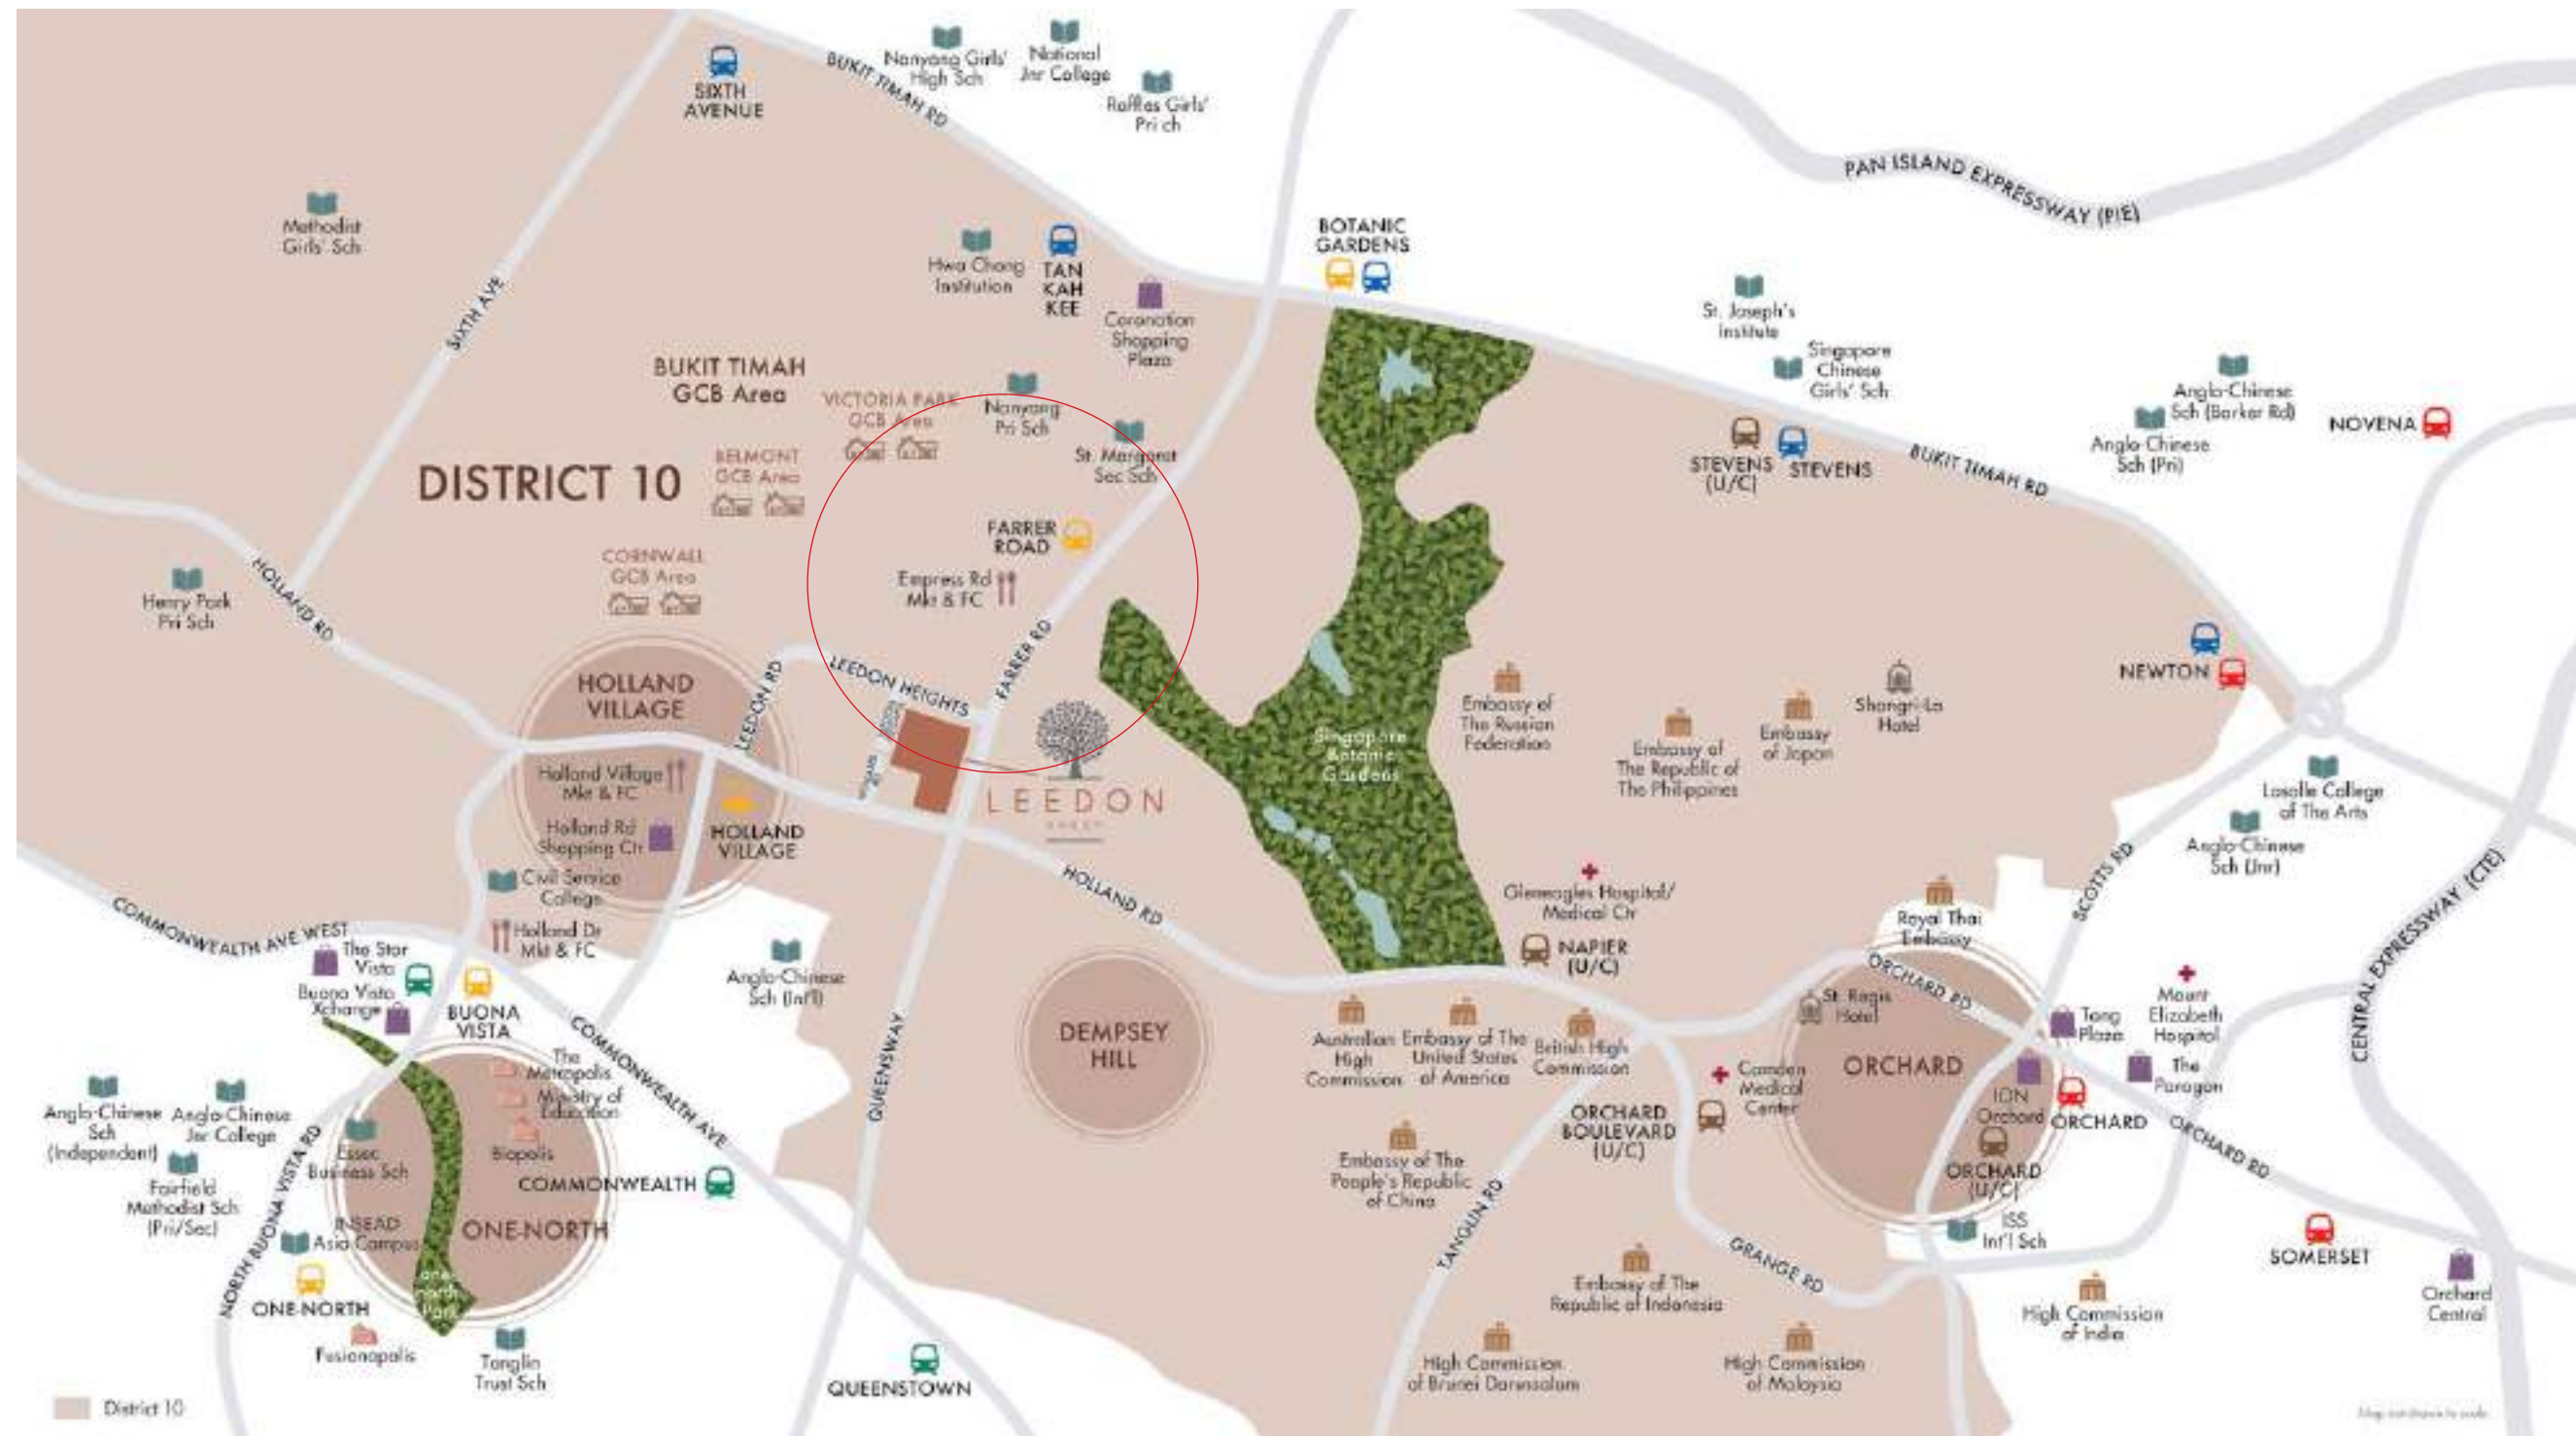 SIXTH
AVENUE
BUKIT TIMAH RD
Nanyang Girls'
High Sch
National
Jnr College
Raffles Girls'
Pri ch
PAN ISLAND EXPRESSWAY (PIE)
Methodist
Girls' Sch
SIXTH AVE
Hwa Chong
Institution
TAN
KAH
KEE
Coronation
Shopping
Plaza
BOTANIC
GARDENS
St. Joseph's
Institute
Singapore
Chinese
Girls' Sch
Anglo-Chinese
Sch (Barker Rd)
Anglo-Chinese
Sch (Pri)
NOVENA
BUKIT TIMAH
GCB Area
VICTORIA PARK
GCB Area
Nanyang
Pri Sch
St. Margaret
Sec Sch
DISTRICT 10
BELMONT
GCB Area
STEVENS
(U/C)
STEVENS
BUKIT TIMAH RD
CORNWALL
GCB Area
FARRER
ROAD
Empress Rd
Mkt & FC
Henry Park
Pri Sch
HOLLAND RD
FARRER RD
HOLLAND
VILLAGE
LEEDON RD
LEEDON HEIGHTS
LEEDON
Singapore
Botanic
Gardens
Embassy of
The Russian
Federation
Embassy of
The Republic of
The Philippines
Embassy
of Japan
Shangri-La
Hotel
NEWTON
Holland Village
Mkt & FC
Holland Rd
Shopping Ctr
HOLLAND
VILLAGE
Civil Service
College
Holland Dr
Mkt & FC
HOLLAND RD
Gleneagles Hospital/
Medical Ctr
NAPIER
(U/C)
Royal Thai
Embassy
SCOTTS RD
Lasalle College
of The Arts
Anglo-Chinese
Sch (Jnr)
CENTRAL EXPRESSWAY (CTE)
COMMONWEALTH AVE WEST
The Star
Vista
Buona Vista
Xchange
BUONA
VISTA
Anglo-Chinese
Sch (Int'l)
COMMONWEALTH AVE
QUEENSWAY
DEMPSEY
HILL
Australian
High
Commission
Embassy of The
United States
of America
British High
Commission
ORCHARD RD
St. Regis
Hotel
ORCHARD
Tang
Plaza
Mount
Elizabeth
Hospital
The
Paragon
ION
Orchard
ORCHARD
ORCHARD
(U/C)
ORCHARD RD
Camden
Medical
Center
ORCHARD
BOULEVARD
(U/C)
Embassy of The
People's Republic
of China
TANGLIN RD
GRANGE RD
ISS
Int'l Sch
SOMERSET
Orchard
Central
High Commission
of India
Embassy of The
Republic of Indonesia
High Commission
of Brunei Darussalam
High Commission
of Malaysia
Anglo-Chinese
Sch
(Independent)
Anglo-Chinese
Jnr College
Fairfield
Methodist Sch
(Pri/Sec)
NORTH BUONA VISTA RD
Essec
Business Sch
The
Metropolis
Ministry of
Education
Biopolis
COMMONWEALTH
ONE-NORTH
INSEAD
Asia Campus
one-
north
Park
ONE-NORTH
Fusionopolis
Tanglin
Trust Sch
QUEENSTOWN
District 10
Map not drawn to scale.